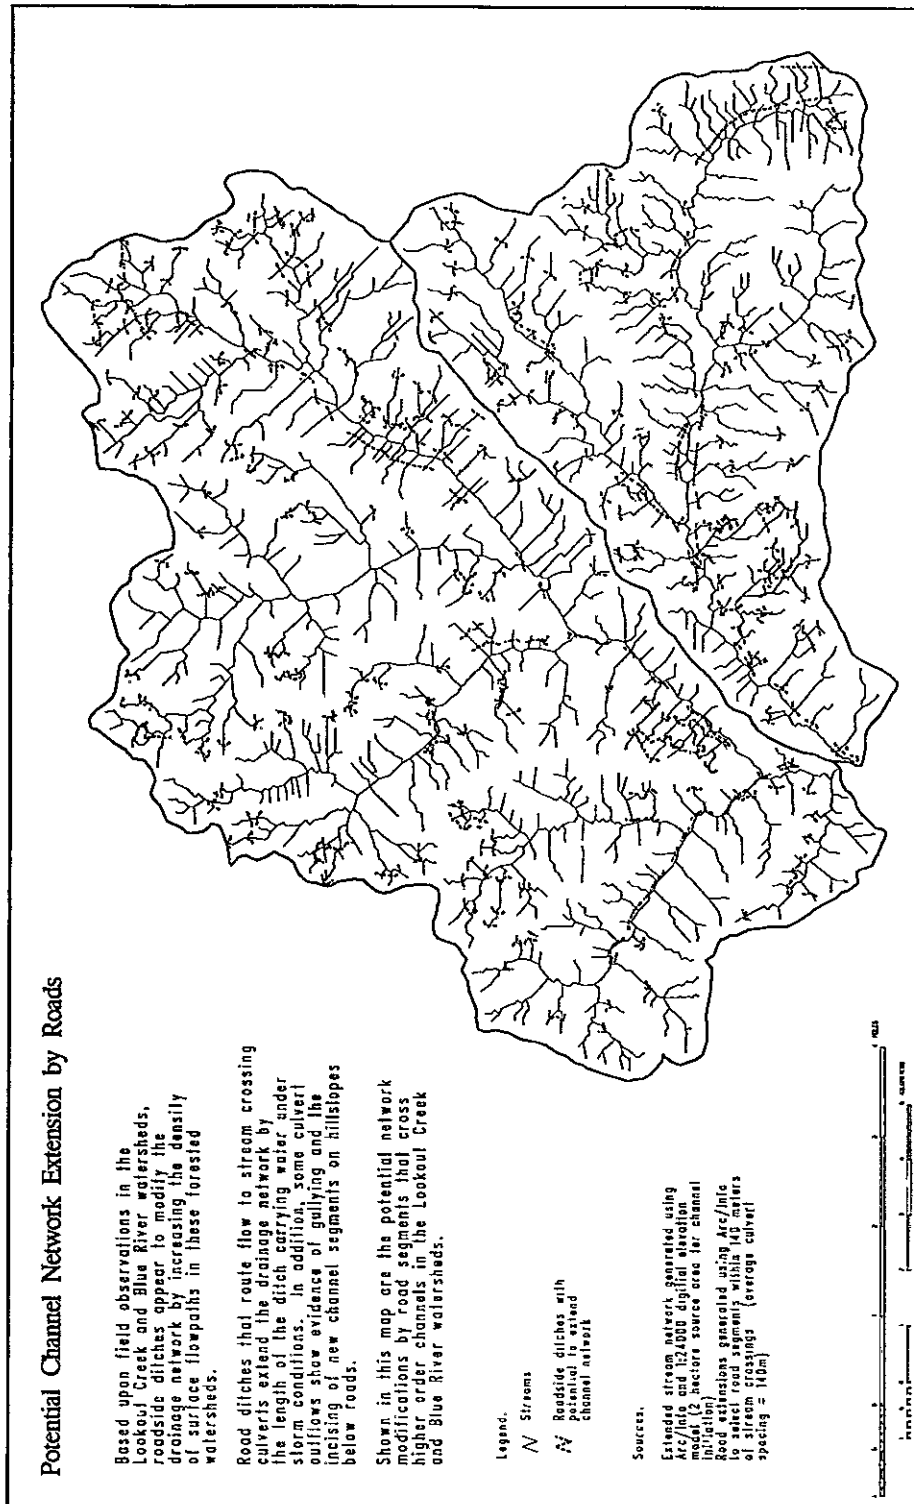 Potential Channel Network Extension by Roads
Based upon field observations in the
Lookout Creek and Blue River watersheds,
roadside ditches appear to modify the
drainage network by increasing the density
of surface flowpaths in these forested
watersheds.
Road ditches that route flow to stream crossing
culverts extend the drainage network by
the length of the ditch carrying water under
storm conditions. In addition, some culvert
outflows show evidence of gullying and the
incising of new channel segments on hillslopes
below roads.
Shown in this map are the potential network
modifications by road segments that cross
higher order channels in the Lookout Creek
and Blue River watersheds.
Legend.
Streams
Roadside ditches with
potential to extend
channel network
Sources.
Extended stream network generated using
Arc/Info and 1:24000 digitial elevation
model (2 hectare source area for channel
initiation)
Road extensions generated using Arc/Info
to select road segments within 140 meters
of stream crossings (average culvert
spacing = 140m)